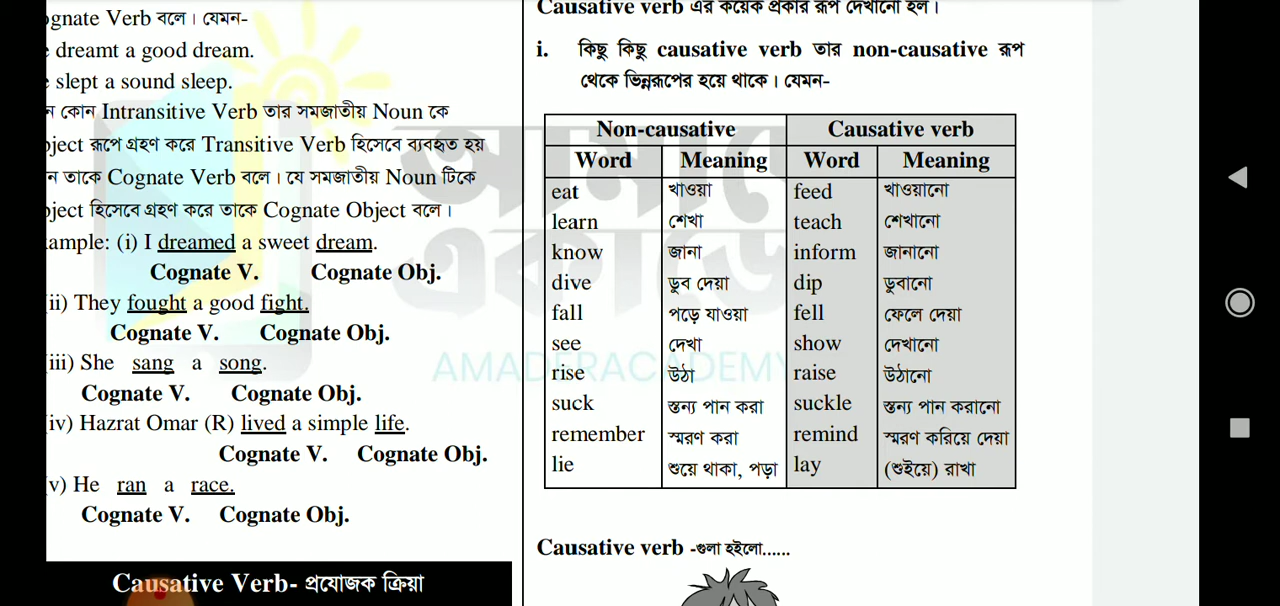 gnate Verb বলে। যেমন-
dreamt a good dream.
slept a sound sleep.
ন কোন Intransitive Verb তার সমজাতীয় Noun কে
ject রূপে গ্রহণ করে Transitive Verb হিসেবে ব্যবহৃত হয়
ন তাকে Cognate Verb বলে। যে সমজাতীয় Noun টিকে
ject হিসেবে গ্রহণ করে তাকে Cognate Object বলে।
ample: (i) I dreamed a sweet dream.
Cognate V. Cognate Obj.
ii) They fought a good fight.
Cognate V. Cognate Obj.
iii) She sang a song.
Cognate V. Cognate Obj.
iv) Hazrat Omar (R) lived a simple life.
Cognate V. Cognate Obj.
v) He ran a race.
Cognate V. Cognate Obj.
Causative Verb- প্রযোজক ক্রিয়া
Causative verb এর কয়েক প্রকার রূপ দেখানো হল।
i. কিছু কিছু causative verb তার non-causative রূপ
থেকে ভিন্নরূপের হয়ে থাকে। যেমন-
Non-causative Causative verb
Word Meaning Word Meaning
eat খাওয়া feed খাওয়ানো
learn শেখা teach শেখানো
know জানা inform জানানো
dive ডুব দেয়া dip ডুবানো
fall পড়ে যাওয়া fell ফেলে দেয়া
see দেখা show দেখানো
rise উঠা raise উঠানো
suck স্তন্য পান করা suckle স্তন্য পান করানো
remember স্মরণ করা remind স্মরণ করিয়ে দেয়া
lie শুয়ে থাকা, পড়া lay (শুইয়ে) রাখা
Causative verb -গুলা হইলো......
আমাদের
একাডেমি
AMADERACADEMY